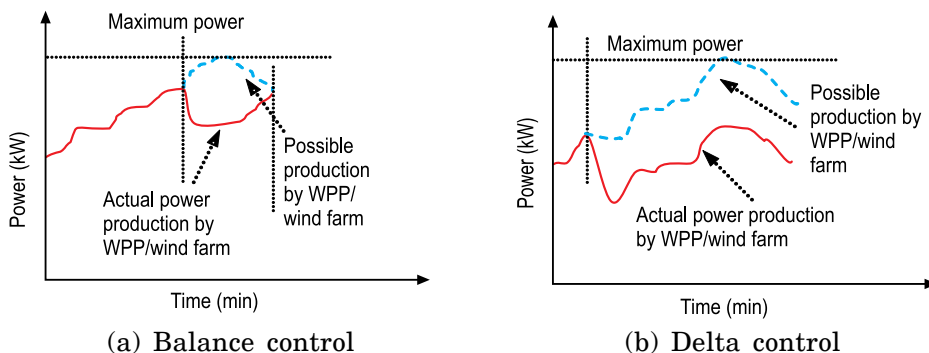 Maximum power
Power (kW)
Possible
production
by WPP/
wind farm
Actual power
production by
WPP/wind farm
Time (min)
(a) Balance control
Maximum power
Power (kW)
Possible
production by
WPP/wind
farm
Actual power production
by WPP/wind farm
Time (min)
(b) Delta control